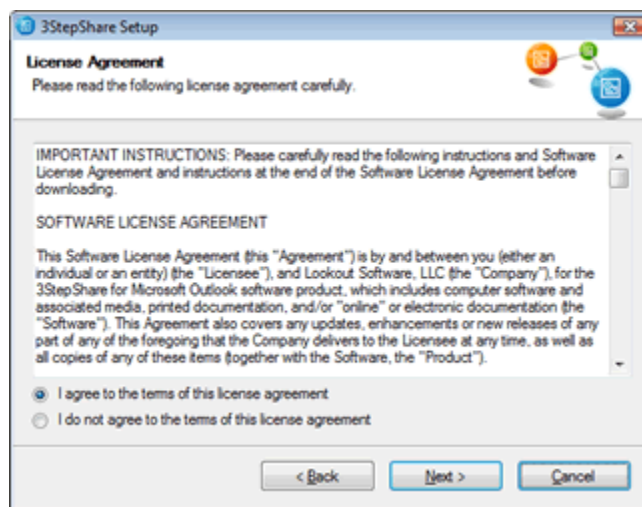 3StepShare Setup
License Agreement
Please read the following license agreement carefully.
IMPORTANT INSTRUCTIONS: Please carefully read the following instructions and Software
License Agreement and instructions at the end of the Software License Agreement before
downloading.
SOFTWARE LICENSE AGREEMENT
This Software License Agreement (this "Agreement") is by and between you (either an
individual or an entity) (the "Licensee"), and Lookout Software, LLC (the "Company"), for the
3StepShare for Microsoft Outlook software product, which includes computer software and
associated media, printed documentation, and/or "online" or electronic documentation (the
"Software"). This Agreement also covers any updates, enhancements or new releases of any
part of any of the foregoing that the Company delivers to the Licensee at any time, as well as
all copies of any of these items (together with the Software, the "Product").
I agree to the terms of this license agreement
I do not agree to the terms of this license agreement
< Back
Next >
Cancel